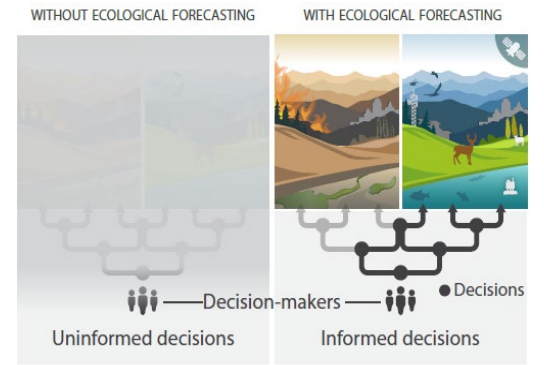 WITHOUT ECOLOGICAL FORECASTING
WITH ECOLOGICAL FORECASTING
Decision-makers
Decisions
Uninformed decisions
Informed decisions